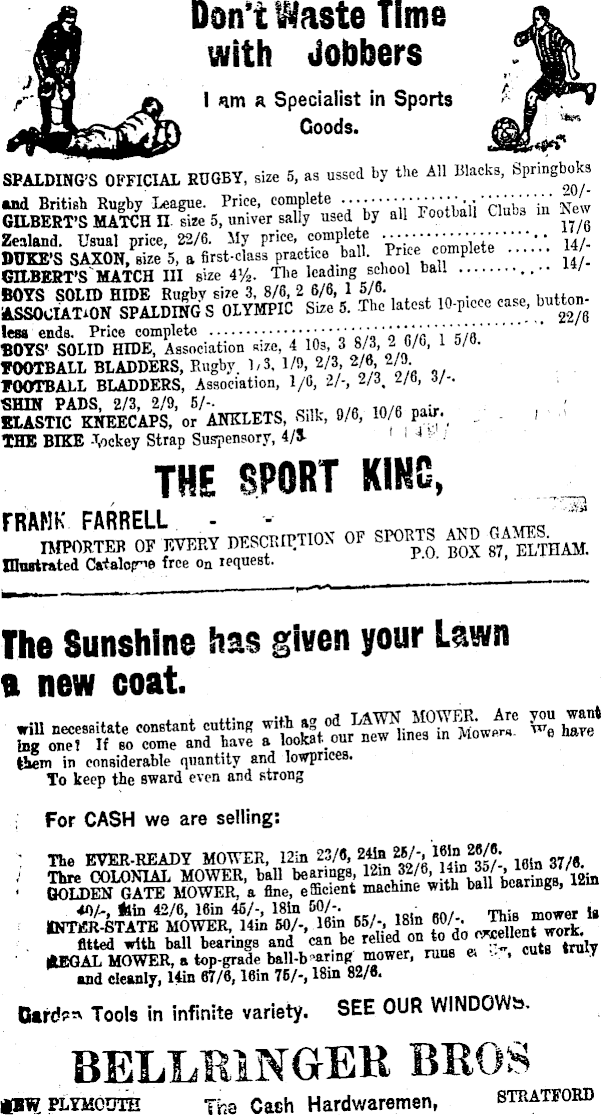 Don't Waste Time
with Jobbers
I am a Specialist in Sports
Goods.
SPALDING'S OFFICIAL RUGBY, size 5, as ussed by the All Blacks, Springboks
and British Rugby League. Price, complete ........................... 20/-
GILBERT'S MATCH II size 5, univer sally used by all Football Clubs in New
Zealand. Usual price, 22/6. My price, complete ..................... 17/6
DUKE'S SAXON, size 5, a first-class practice ball. Price complete ...... 14/-
GILBERT'S MATCH III size 4½. The leading school ball ............ 14/-
BOYS SOLID HIDE Rugby size 3, 8/6, 2 6/6, 1 5/6.
ASSOCIATION SPALDING S OLYMPIC Size 5. The latest 10-piece case, button-
less ends. Price complete ............................................. 22/6
BOYS' SOLID HIDE, Association size, 4 10s, 3 8/3, 2 6/6, 1 5/6.
FOOTBALL BLADDERS, Rugby 1/3, 1/9, 2/3, 2/6, 2/9.
FOOTBALL BLADDERS, Association, 1/6, 2/-, 2/3, 2/6, 3/-.
SHIN PADS, 2/3, 2/9, 5/-.
ELASTIC KNEECAPS, or ANKLETS, Silk, 9/6, 10/6 pair.
THE BIKE Jockey Strap Suspensory,
THE SPORT KING,
FRANK FARRELL - -
IMPORTER OF EVERY DESCRIPTION OF SPORTS AND GAMES.
Illustrated Catalogue free on request. P.O. BOX 87, ELTHAM.
The Sunshine has given your Lawn
a new coat.
will necessitate constant cutting with a g od LAWN MOWER. Are you want
ing one? If so come and have a lookat our new lines in Mowers. We have
them in considerable quantity and lowprices.
To keep the sward even and strong
For CASH we are selling:
The EVER-READY MOWER, 12in 23/6, 24in 25/-, 16in 26/6.
Thre COLONIAL MOWER, ball bearings, 12in 32/6, 14in 35/-, 16in 37/6.
GOLDEN GATE MOWER, a fine, efficient machine with ball bearings, 12in
40/-, 14in 42/6, 16in 45/-, 18in 50/-.
INTER-STATE MOWER, 14in 50/-, 16in 55/-, 18in 60/-. This mower is
fitted with ball bearings and can be relied on to do excellent work.
REGAL MOWER, a top-grade ball-bearing mower, runs cuts truly
and cleanly, 14in 67/6, 16in 75/-, 18in 82/6.
Garden Tools in infinite variety. SEE OUR WINDOWS.
BELLRINGER BROS
NEW PLYMOUTH The Cash Hardwaremen, STRATFORD